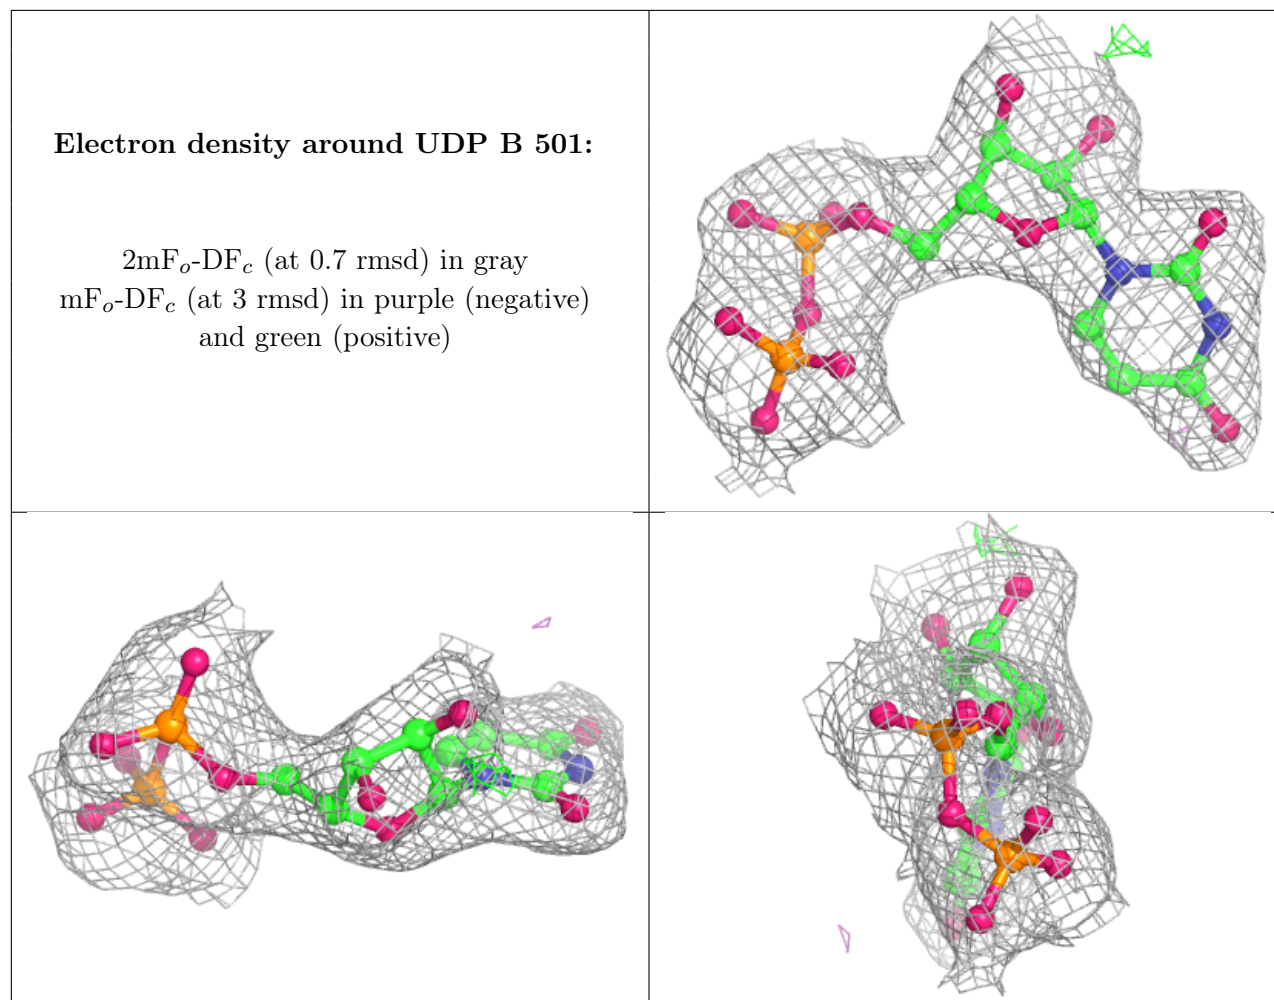 Electron density around UDP B 501:
2mFo-DFc (at 0.7 rmsd) in gray
mFo-DFc (at 3 rmsd) in purple (negative)
and green (positive)